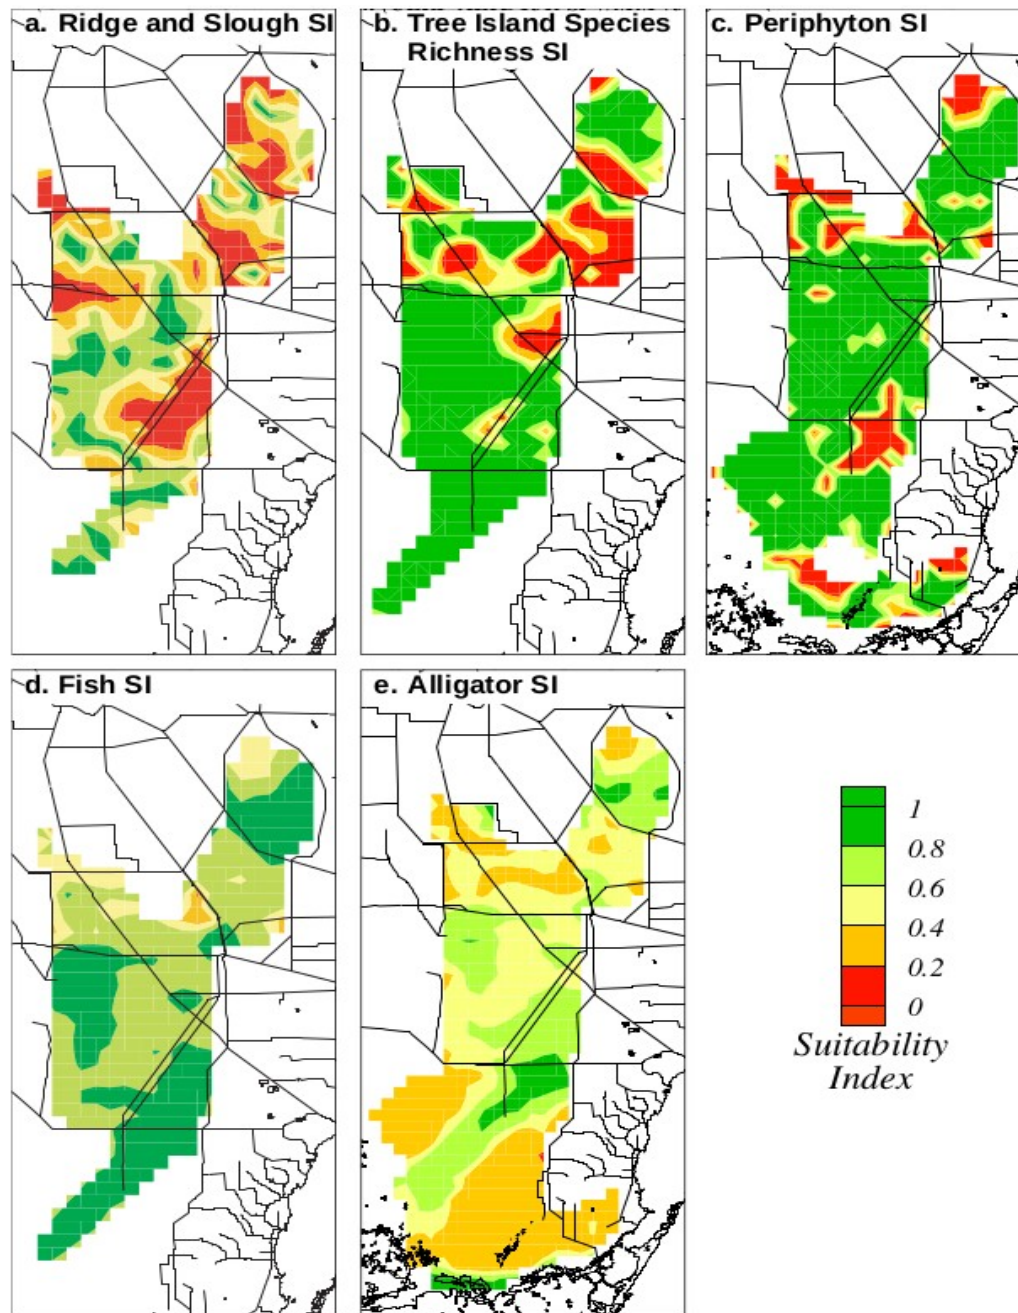 a. Ridge and Slough SI
b. Tree Island Species
Richness SI
c. Periphyton SI
d. Fish SI
e. Alligator SI
1
0.8
0.6
0.4
0.2
0
Suitability
Index